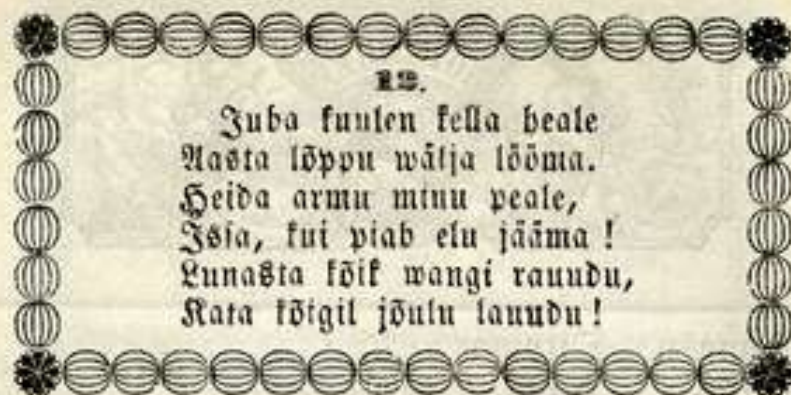 12.
Juba kuulen kella heale
Aasta lõppu wälja lööma.
Heida armu minu peale,
Issa, kui piab elu jääma!
Lunasta kõik wangi rauudu,
Kata kõigil jõulu lauudu!